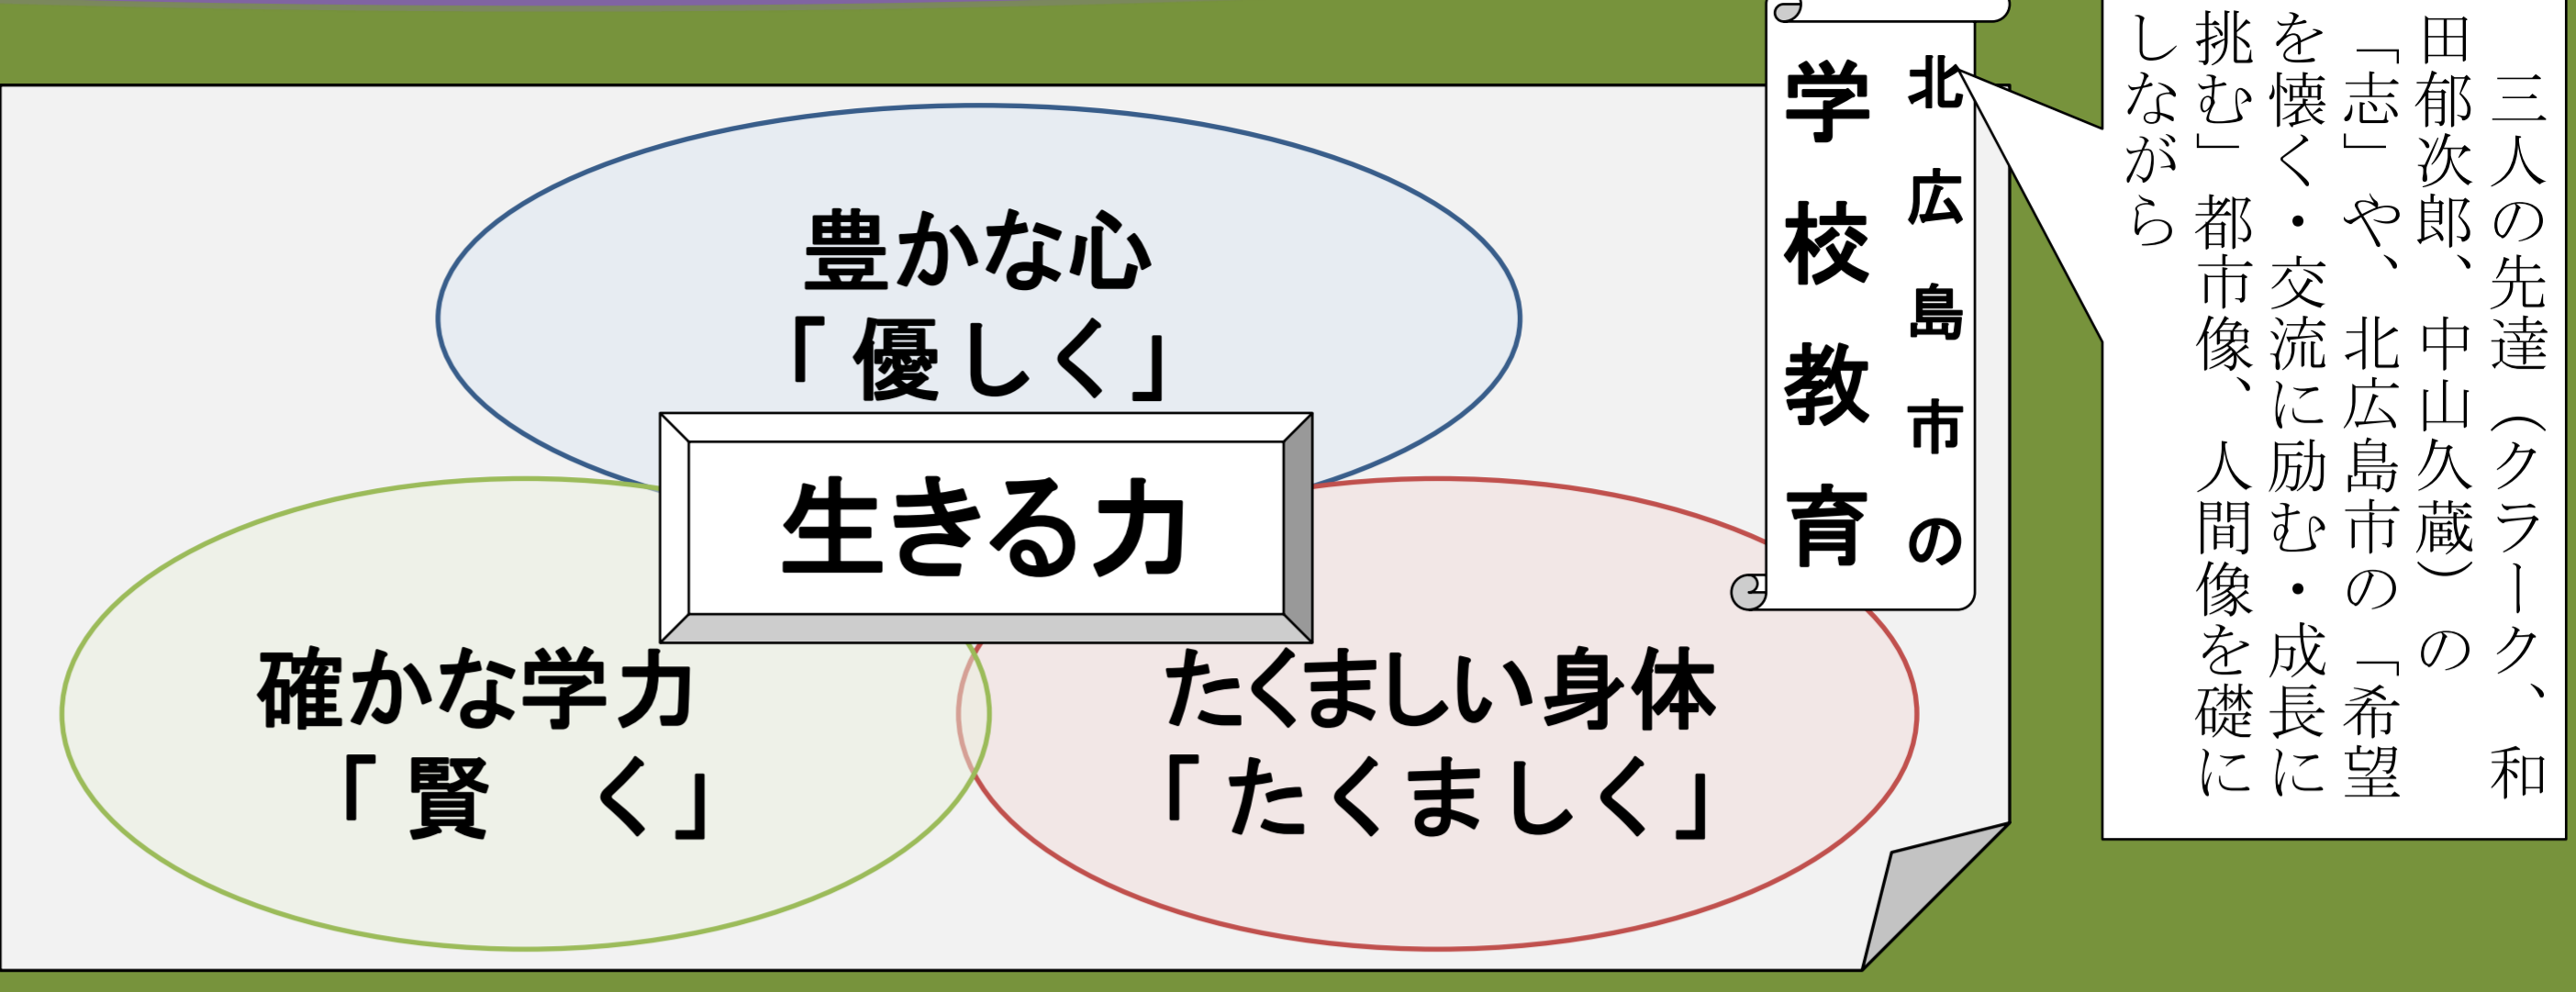 三人の先達（クラーク、和
田郁次郎、中山久蔵）の
「志」や、北広島市の「希望
を懐く・交流に励む・成長に
挑む」都市像、人間像を礎に
しながら
北広島市の
学校教育
豊かな心
「優しく」
生きる力
確かな学力
「賢　く」
たくましい身体
「たくましく」